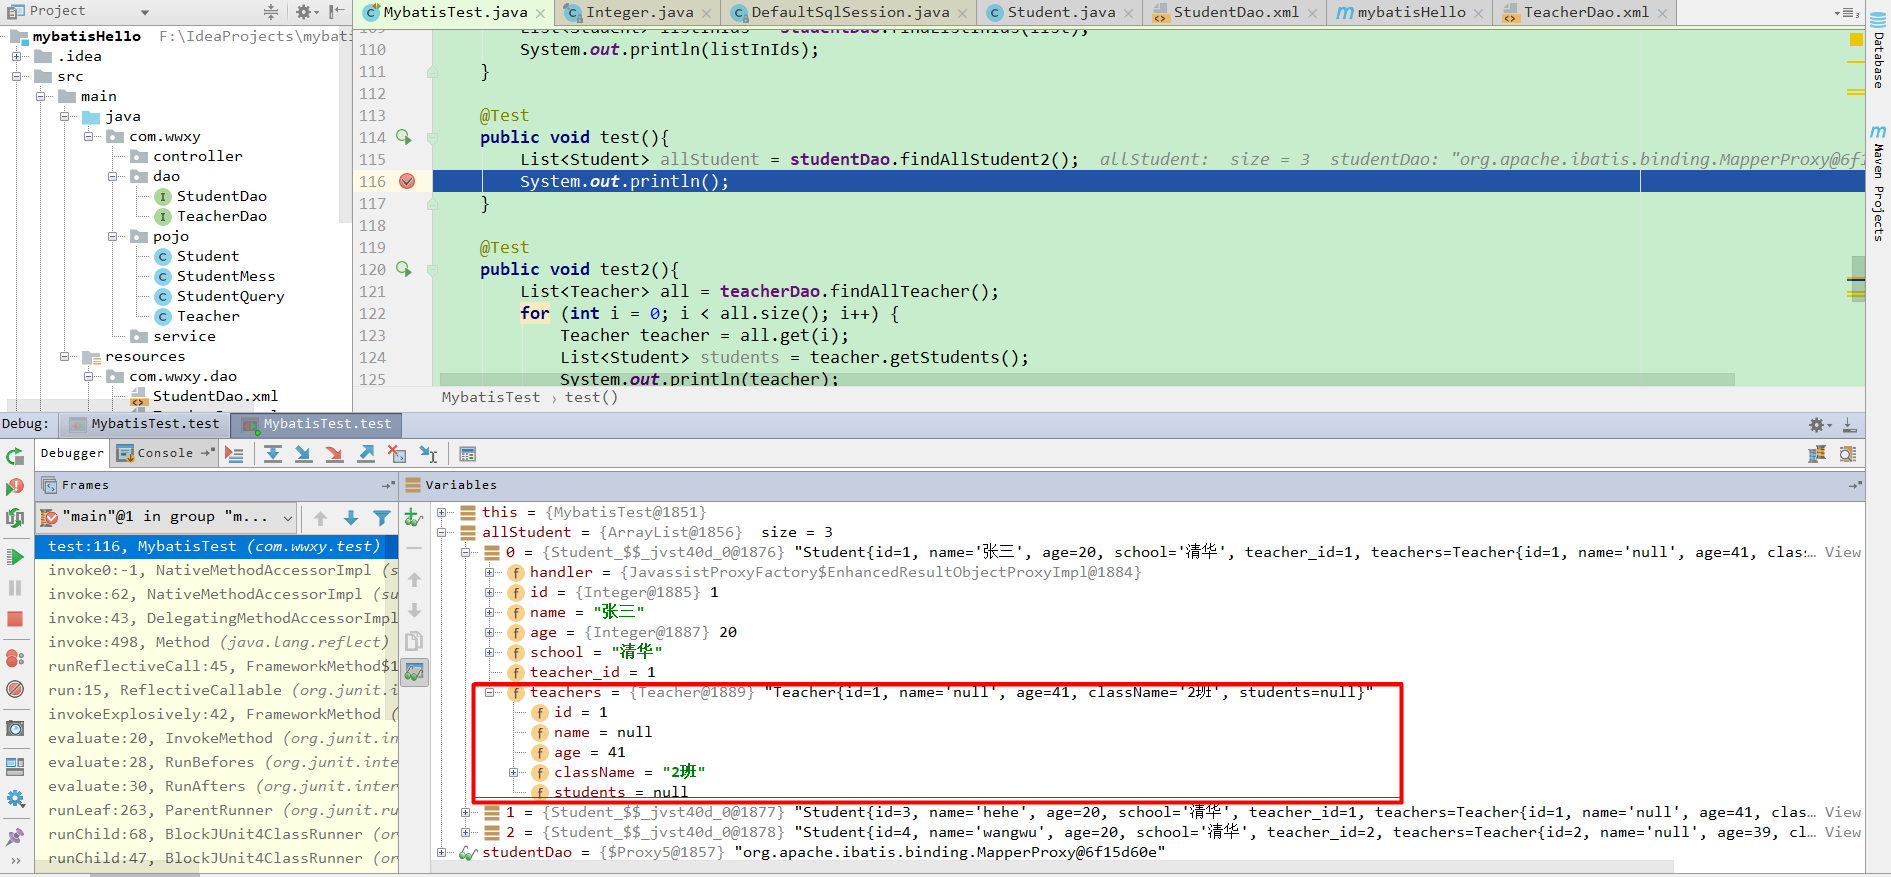 Project
MybatisTest.java
Integer.java
DefaultSqlSession.java
Student.java
StudentDao.xml
mybatisHello
TeacherDao.xml
mybatisHello F:\IdeaProjects\mybati
.idea
src
main
java
com.wwxy
controller
dao
StudentDao
TeacherDao
pojo
Student
StudentMess
StudentQuery
Teacher
service
resources
com.wwxy.dao
StudentDao.xml
110 System.out.println(listInIds);
111 }
112
113 @Test
114 public void test(){
115 List<Student> allStudent = studentDao.findAllStudent2(); allStudent: size = 3 studentDao: "org.apache.ibatis.binding.MapperProxy@6f15
116 System.out.println();
117 }
118
119 @Test
120 public void test2(){
121 List<Teacher> all = teacherDao.findAllTeacher();
122 for (int i = 0; i < all.size(); i++) {
123 Teacher teacher = all.get(i);
124 List<Student> students = teacher.getStudents();
125 System.out.println(teacher);
MybatisTest › test()
Database
Maven Projects
Debug: MybatisTest.test MybatisTest.test
Debugger Console
Frames
"main"@1 in group "m...
test:116, MybatisTest (com.wwxy.test)
invoke0:-1, NativeMethodAccessorImpl (s
invoke:62, NativeMethodAccessorImpl (su
invoke:43, DelegatingMethodAccessorImpl
invoke:498, Method (java.lang.reflect)
runReflectiveCall:45, FrameworkMethod$1
run:15, ReflectiveCallable (org.junit.i
invokeExplosively:42, FrameworkMethod (
evaluate:20, InvokeMethod (org.junit.in
evaluate:28, RunBefores (org.junit.inte
evaluate:30, RunAfters (org.junit.inter
runLeaf:263, ParentRunner (org.junit.ru
runChild:68, BlockJUnit4ClassRunner (or
runChild:47, BlockJUnit4ClassRunner (or
Variables
this = {MybatisTest@1851}
allStudent = {ArrayList@1856} size = 3
0 = {Student_$$_jvst40d_0@1876} "Student{id=1, name='张三', age=20, school='清华', teacher_id=1, teachers=Teacher{id=1, name='null', age=41, clas... View
handler = {JavassistProxyFactory$EnhancedResultObjectProxyImpl@1884}
id = {Integer@1885} 1
name = "张三"
age = {Integer@1887} 20
school = "清华"
teacher_id = 1
teachers = {Teacher@1889} "Teacher{id=1, name='null', age=41, className='2班', students=null}"
id = 1
name = null
age = 41
className = "2班"
students = null
1 = {Student_$$_jvst40d_0@1877} "Student{id=3, name='hehe', age=20, school='清华', teacher_id=1, teachers=Teacher{id=1, name='null', age=41, clas... View
2 = {Student_$$_jvst40d_0@1878} "Student{id=4, name='wangwu', age=20, school='清华', teacher_id=2, teachers=Teacher{id=2, name='null', age=39, cl... View
studentDao = {$Proxy5@1857} "org.apache.ibatis.binding.MapperProxy@6f15d60e"